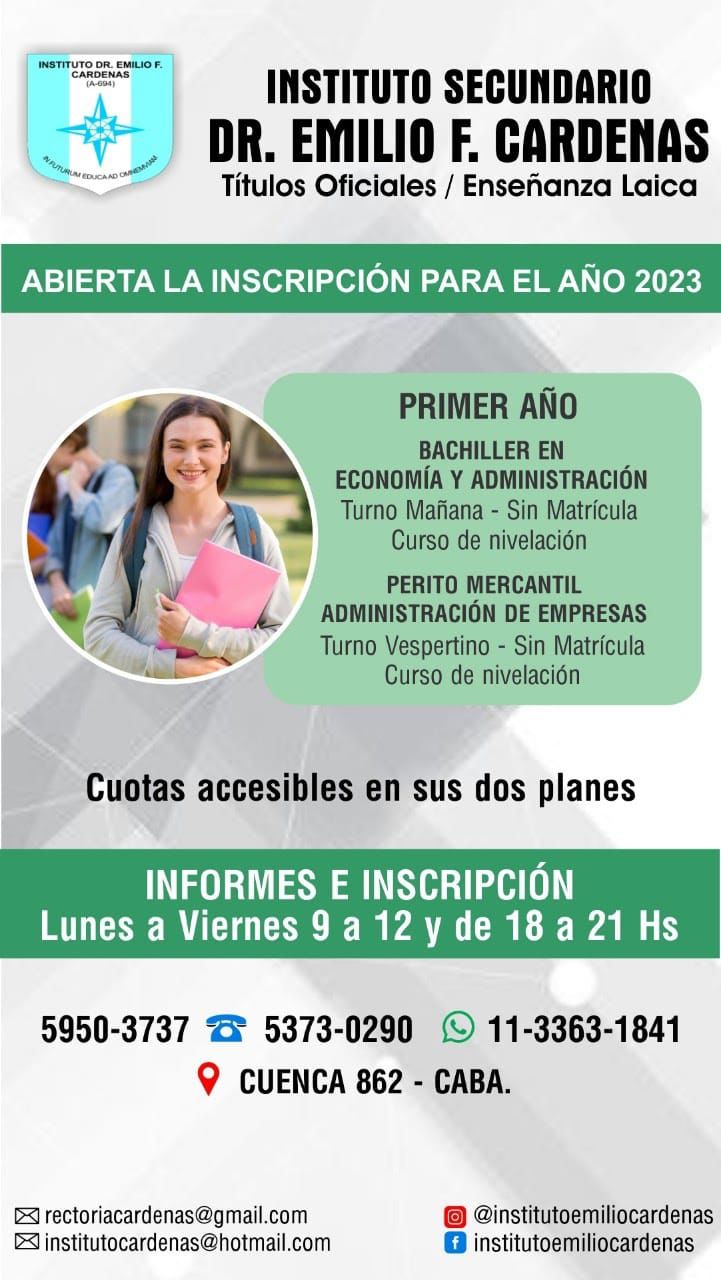 INSTITUTO DR. EMILIO F.
CARDENAS
(A-694)
IN FUTURUM EDUCA AD OMNEMVIAM
INSTITUTO SECUNDARIO
DR. EMILIO F. CARDENAS
Títulos Oficiales / Enseñanza Laica
ABIERTA LA INSCRIPCIÓN PARA EL AÑO 2023
PRIMER AÑO
BACHILLER EN
ECONOMÍA Y ADMINISTRACIÓN
Turno Mañana - Sin Matrícula
Curso de nivelación
PERITO MERCANTIL
ADMINISTRACIÓN DE EMPRESAS
Turno Vespertino - Sin Matrícula
Curso de nivelación
Cuotas accesibles en sus dos planes
INFORMES E INSCRIPCIÓN
Lunes a Viernes 9 a 12 y de 18 a 21 Hs
5950-3737 5373-0290 11-3363-1841
CUENCA 862 - CABA.
rectoriacardenas@gmail.com
institutocardenas@hotmail.com
@institutoemiliocardenas
institutoemiliocardenas